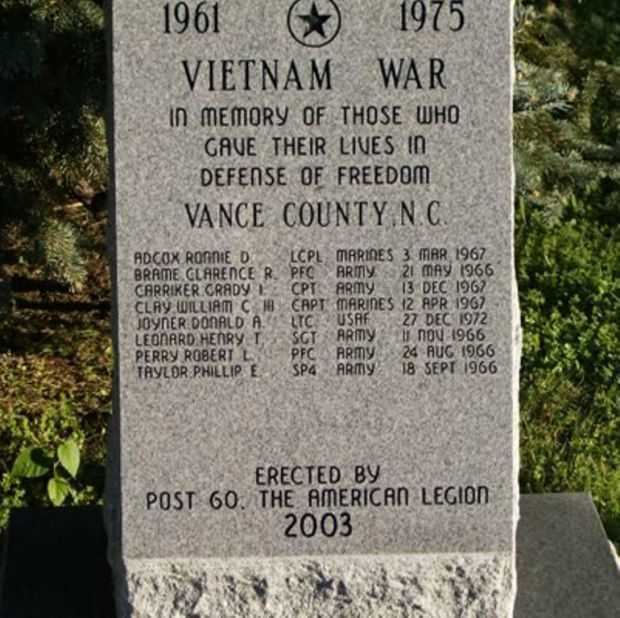 1961 1975
VIETNAM WAR
IN MEMORY OF THOSE WHO
GAVE THEIR LIVES IN
DEFENSE OF FREEDOM
VANCE COUNTY, N.C.
ADCOX, RONNIE D. LCPL MARINES 3 MAR 1967
BRAME, CLARENCE R. PFC ARMY 21 MAY 1966
CARRIKER, GRADY I. CPT ARMY 13 DEC 1967
CLAY, WILLIAM C. III CAPT MARINES 12 APR 1967
JOYNER, DONALD A. LTC USAF 27 DEC 1972
LEONARD, HENRY T. SGT ARMY 11 NOV 1966
PERRY, ROBERT L. PFC ARMY 24 AUG 1966
TAYLOR, PHILLIP E. SP4 ARMY 18 SEPT 1966
ERECTED BY
POST 60, THE AMERICAN LEGION
2003